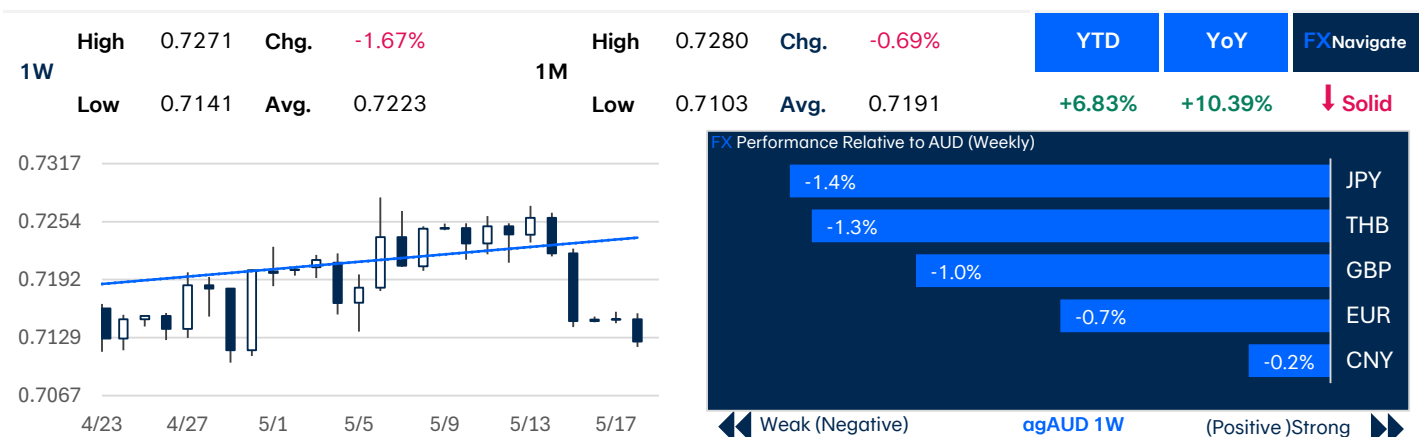 High 0.7271 Chg. -1.67% High 0.7280 Chg. -0.69% YTD YoY FXNavigate
1W 1M
Low 0.7141 Avg. 0.7223 Low 0.7103 Avg. 0.7191 +6.83% +10.39% Solid
FX Performance Relative to AUD (Weekly)
0.7317
0.7254
0.7192
0.7129
0.7067
4/23 4/27 5/1 5/5 5/9 5/13 5/17
-1.4% JPY
-1.3% THB
-1.0% GBP
-0.7% EUR
-0.2% CNY
Weak (Negative) agAUD 1W (Positive )Strong